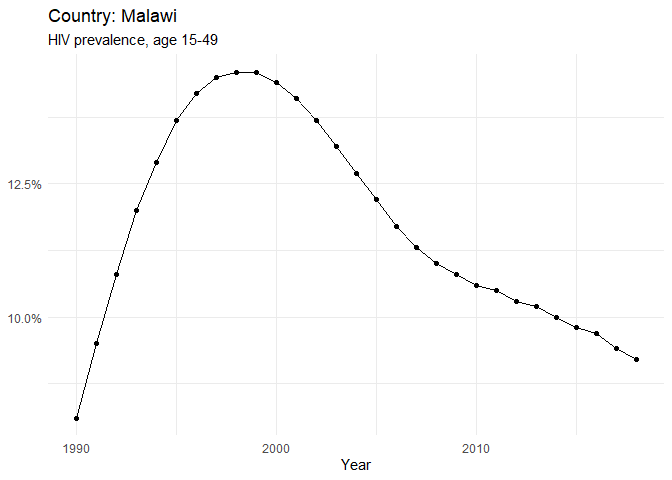 Country: Malawi
HIV prevalence, age 15-49
12.5%
10.0%
1990
2000
2010
Year